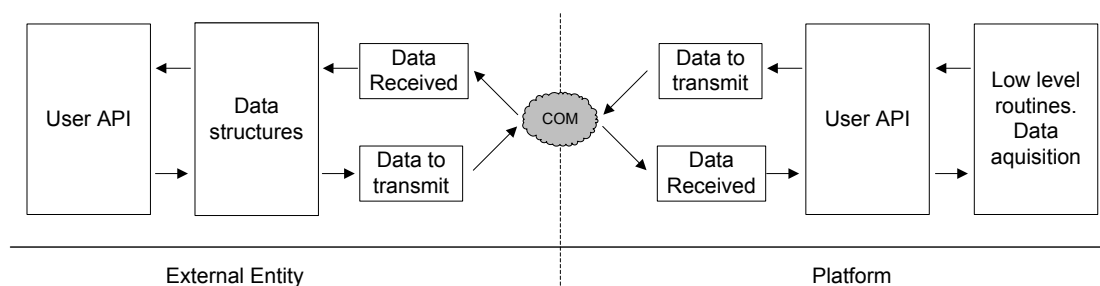 User API
Data
structures
Data
Received
Data to
transmit
COM
Data to
transmit
Data
Received
User API
Low level
routines.
Data
aquisition
External Entity
Platform